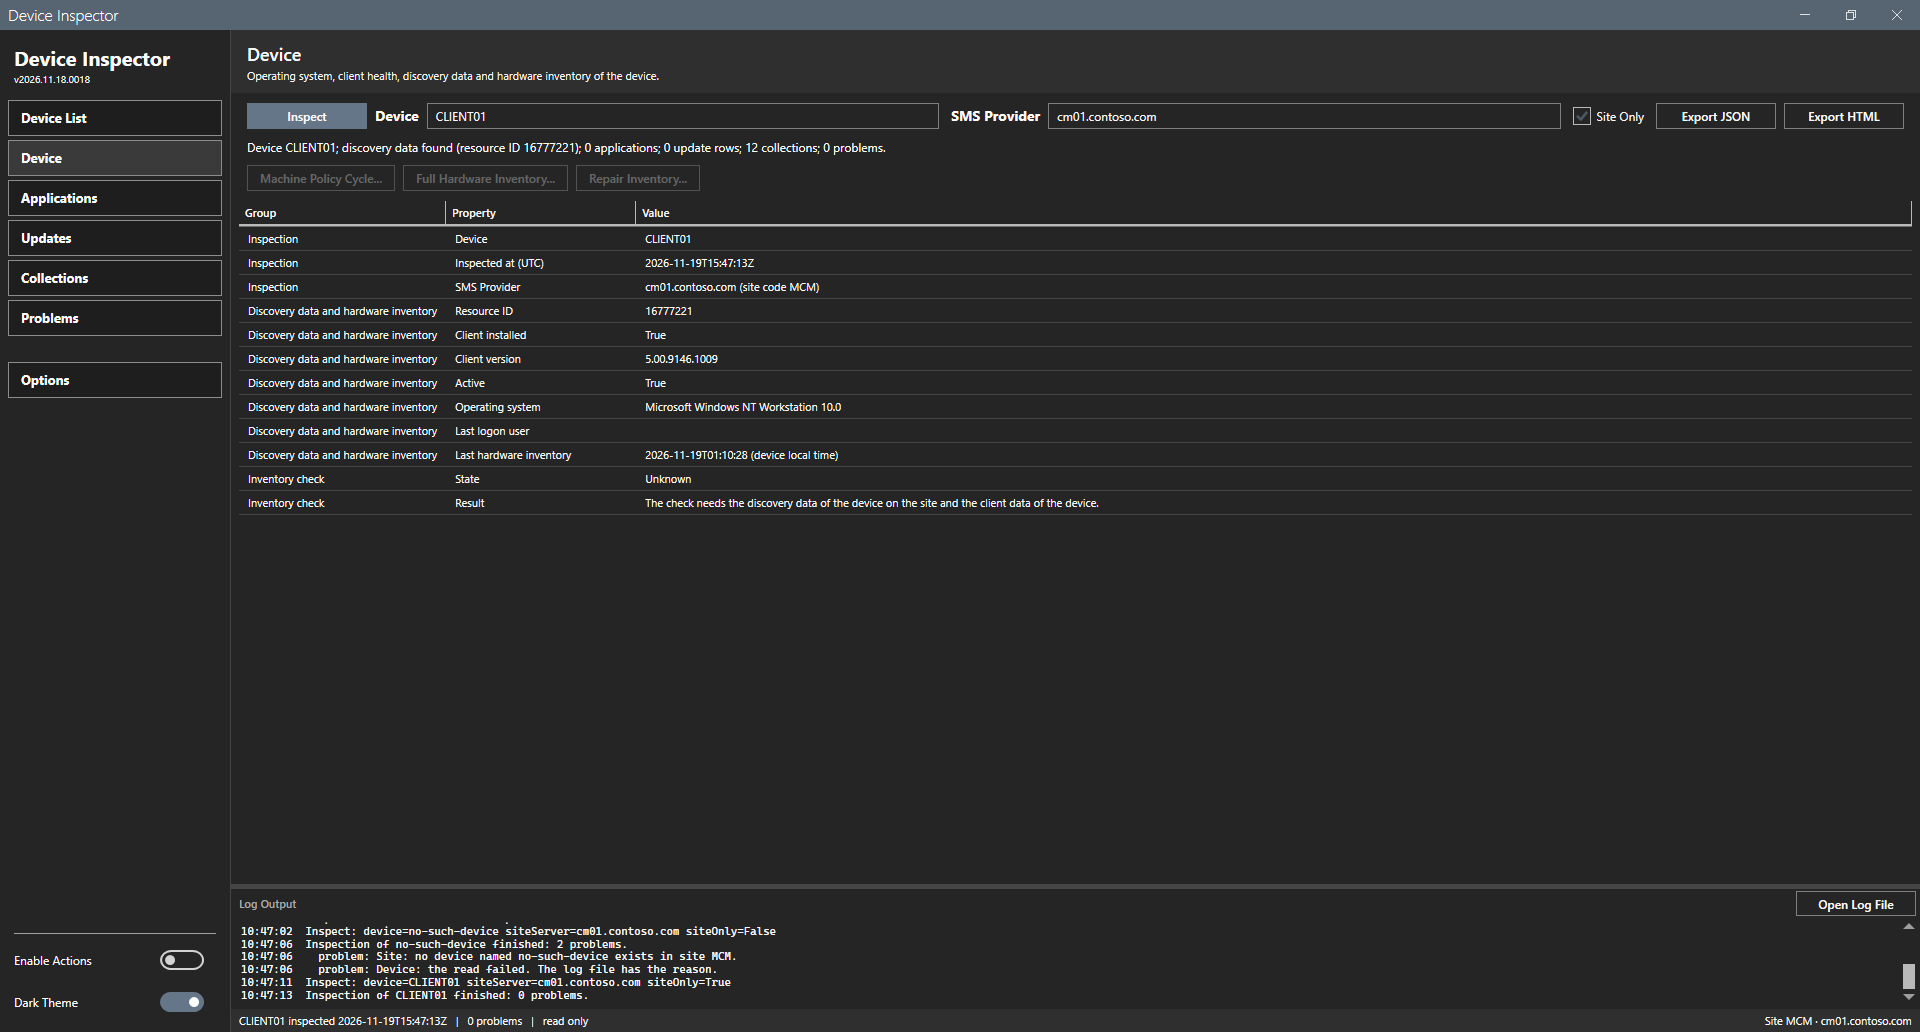 Device Inspector
Device Inspector
v2026.11.18.0018
Device List
Device
Applications
Updates
Collections
Problems
Options
Enable Actions
Dark Theme
Device
Operating system, client health, discovery data and hardware inventory of the device.
Inspect Device CLIENT01 SMS Provider cm01.contoso.com Site Only Export JSON Export HTML
Device CLIENT01; discovery data found (resource ID 16777221); 0 applications; 0 update rows; 12 collections; 0 problems.
Machine Policy Cycle... Full Hardware Inventory... Repair Inventory...
Group Property Value
Inspection Device CLIENT01
Inspection Inspected at (UTC) 2026-11-19T15:47:13Z
Inspection SMS Provider cm01.contoso.com (site code MCM)
Discovery data and hardware inventory Resource ID 16777221
Discovery data and hardware inventory Client installed True
Discovery data and hardware inventory Client version 5.00.9146.1009
Discovery data and hardware inventory Active True
Discovery data and hardware inventory Operating system Microsoft Windows NT Workstation 10.0
Discovery data and hardware inventory Last logon user
Discovery data and hardware inventory Last hardware inventory 2026-11-19T01:10:28 (device local time)
Inventory check State Unknown
Inventory check Result The check needs the discovery data of the device on the site and the client data of the device.
Log Output Open Log File
10:47:02 Inspect: device=no-such-device siteServer=cm01.contoso.com siteOnly=False
10:47:06 Inspection of no-such-device finished: 2 problems.
10:47:06 problem: Site: no device named no-such-device exists in site MCM.
10:47:06 problem: Device: the read failed. The log file has the reason.
10:47:11 Inspect: device=CLIENT01 siteServer=cm01.contoso.com siteOnly=True
10:47:13 Inspection of CLIENT01 finished: 0 problems.
CLIENT01 inspected 2026-11-19T15:47:13Z | 0 problems | read only Site MCM · cm01.contoso.com